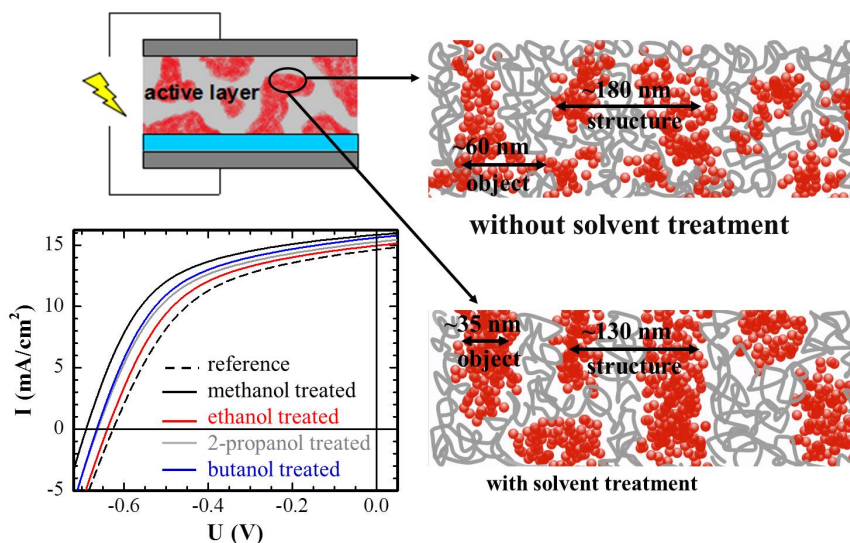 active layer
~180 nm
structure
~60 nm
object
without solvent treatment
I (mA/cm²)
15
10
5
0
-5
reference
methanol treated
ethanol treated
2-propanol treated
butanol treated
-0.6
-0.4
-0.2
0.0
U (V)
~35 nm
object
~130 nm
structure
with solvent treatment